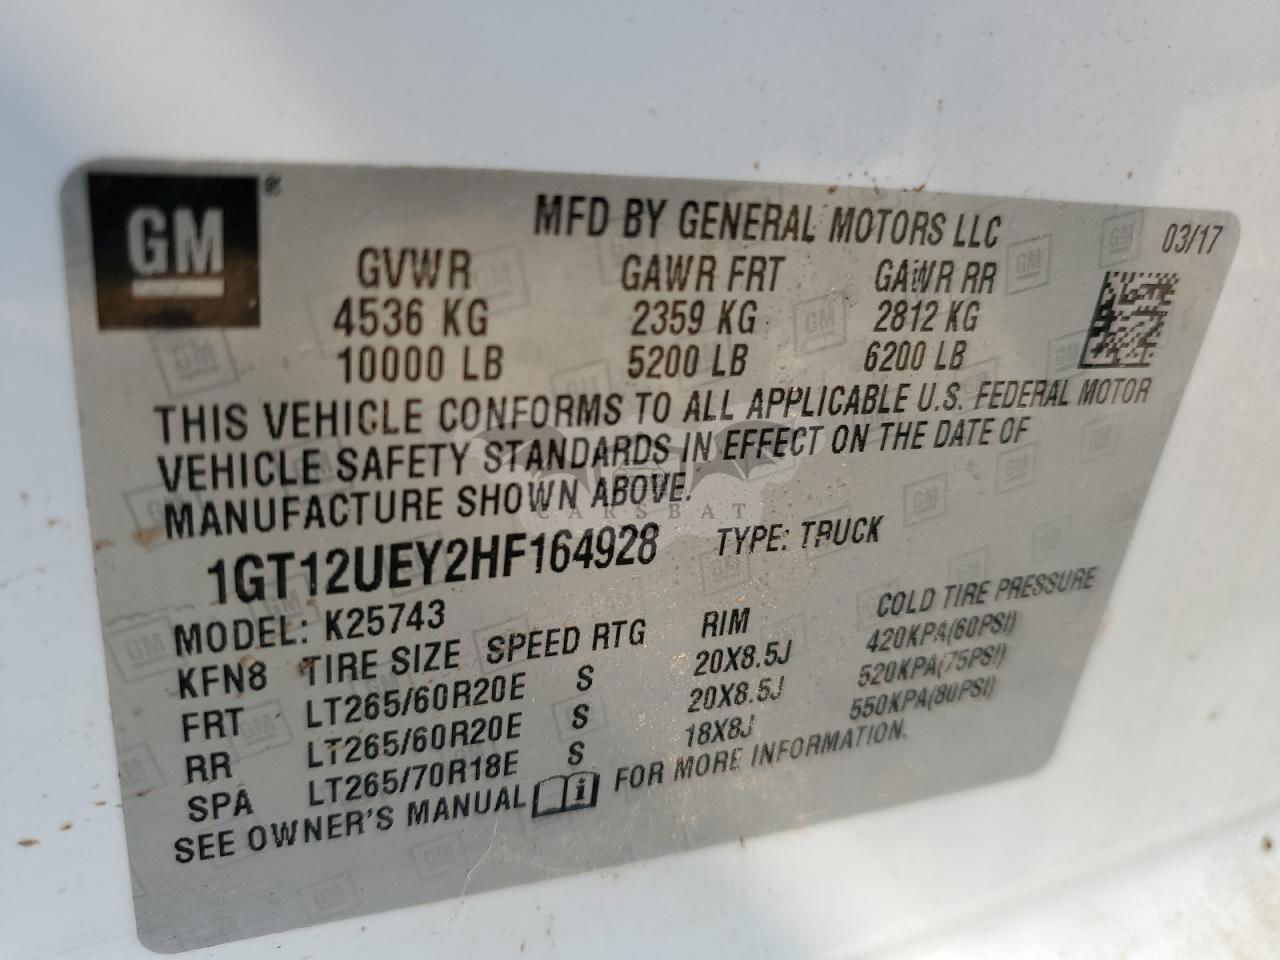 GM ®
MFD BY GENERAL MOTORS LLC 03/17
GVWR GAWR FRT GAWR RR
4536 KG 2359 KG 2812 KG
10000 LB 5200 LB 6200 LB
THIS VEHICLE CONFORMS TO ALL APPLICABLE U.S. FEDERAL MOTOR
VEHICLE SAFETY STANDARDS IN EFFECT ON THE DATE OF
MANUFACTURE SHOWN ABOVE.
CARSBAT
1GT12UEY2HF164928 TYPE: TRUCK
MODEL: K25743
KFN8 TIRE SIZE SPEED RTG RIM COLD TIRE PRESSURE
FRT LT265/60R20E S 20X8.5J 420KPA(60PSI)
RR LT265/60R20E S 20X8.5J 520KPA(75PSI)
SPA LT265/70R18E S 18X8J 550KPA(80PSI)
SEE OWNER'S MANUAL i FOR MORE INFORMATION.